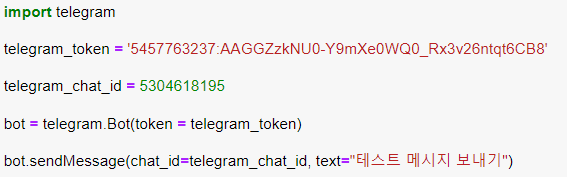 import telegram
telegram_token = '5457763237:AAGGZzkNU0-Y9mXe0WQ0_Rx3v26ntqt6CB8'
telegram_chat_id = 5304618195
bot = telegram.Bot(token = telegram_token)
bot.sendMessage(chat_id=telegram_chat_id, text="테스트 메시지 보내기")